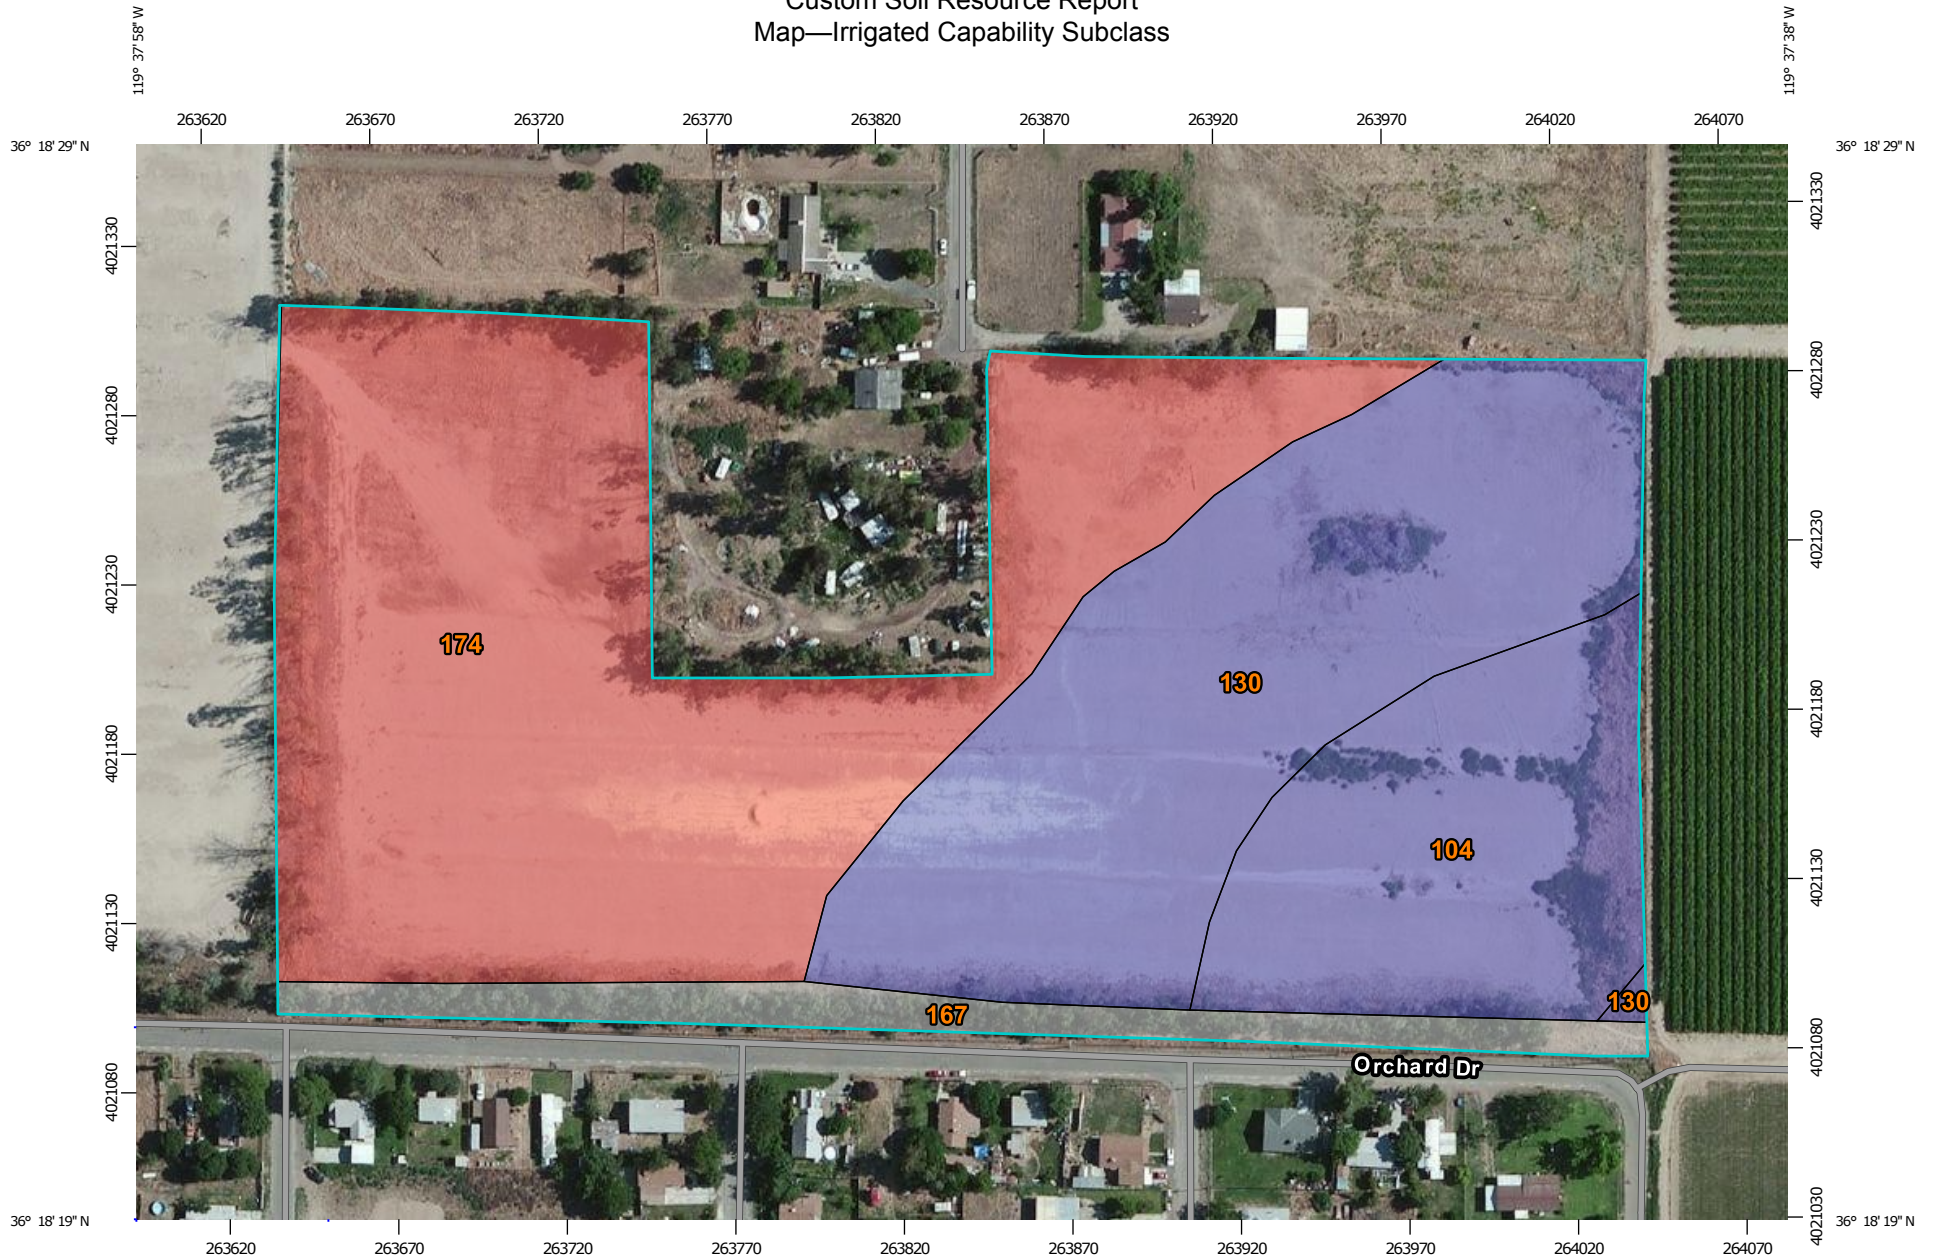 Custom Soil Resource Report
Map—Irrigated Capability Subclass
119° 37' 58" W
119° 37' 38" W
263620 263670 263720 263770 263820 263870 263920 263970 264020 264070
36° 18' 29" N
36° 18' 29" N
4021330
4021330
4021280
4021280
4021230
4021230
174
130
4021180
4021180
104
4021130
4021130
130
167
Orchard Dr
4021080
4021080
4021030
36° 18' 19" N
36° 18' 19" N
263620 263670 263720 263770 263820 263870 263920 263970 264020 264070